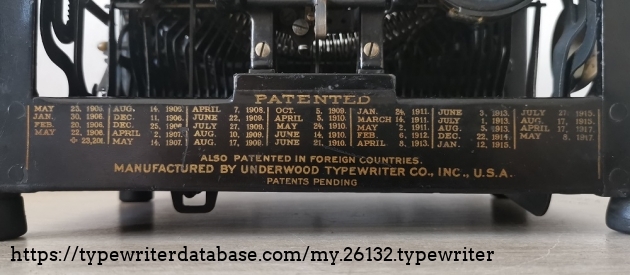 PATENTED
MAY 23, 1905. AUG. 14, 1906. APRIL 7, 1908. OCT. 5, 1909. JAN. 24, 1911. JUNE 3, 1913. JULY 27, 1915.
JAN. 30, 1906. DEC. 11, 1906. JUNE 22, 1909. APRIL 5, 1910. MARCH 14, 1911. JULY 1, 1913. AUG. 17, 1915.
FEB. 20, 1906. DEC. 25, 1906. JULY 27, 1909. MAY 24, 1910. MAY 2, 1911. AUG. 5, 1913. APRIL 17, 1917.
MAY 22, 1906. APRIL 2, 1907. AUG. 10, 1909. JUNE 14, 1910. FEB. 6, 1912. DEC. 22, 1914. MAY 8, 1917.
23,201 MAY 14, 1907. AUG. 17, 1909. JUNE 21, 1910. APRIL 8, 1913. JAN. 12, 1915.
ALSO PATENTED IN FOREIGN COUNTRIES.
MANUFACTURED BY UNDERWOOD TYPEWRITER CO., INC., U.S.A.
PATENTS PENDING
https://typewriterdatabase.com/my.26132.typewriter